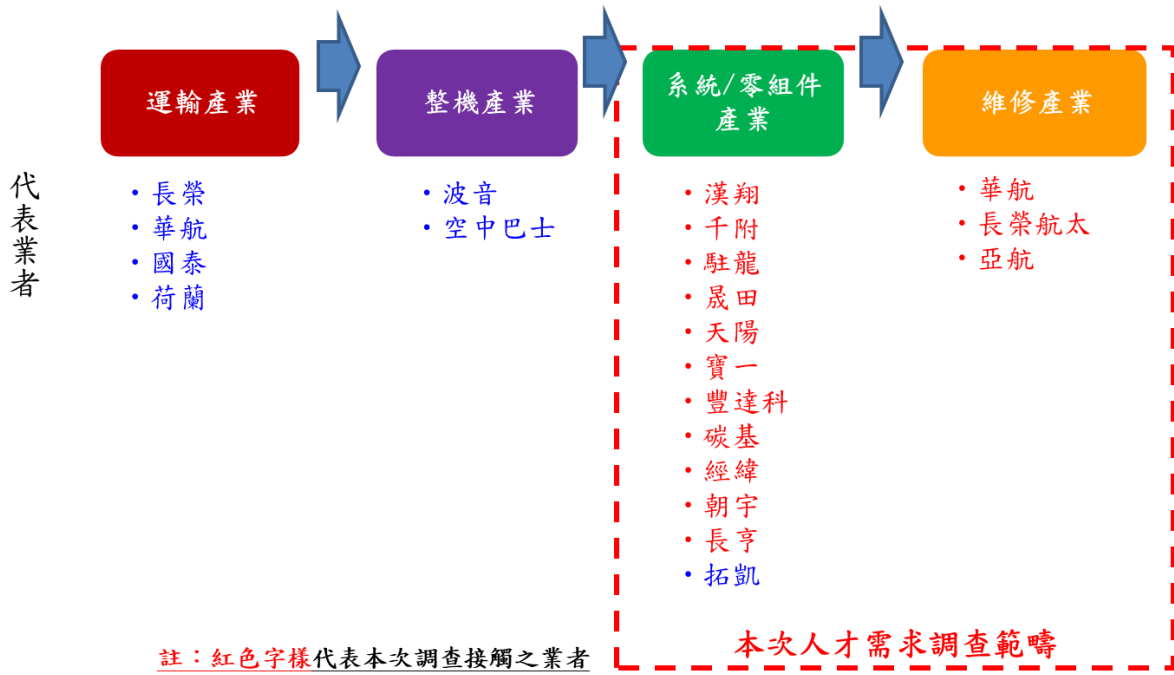 運輸產業
整機產業
系統/零組件
產業
維修產業
代表業者
・長榮
・華航
・國泰
・荷蘭
・波音
・空中巴士
・漢翔
・千附
・駐龍
・晟田
・天陽
・寶一
・豐達科
・碳基
・經緯
・朝宇
・長亨
・拓凱
・華航
・長榮航太
・亞航
本次人才需求調查範疇
註：紅色字樣代表本次調查接觸之業者